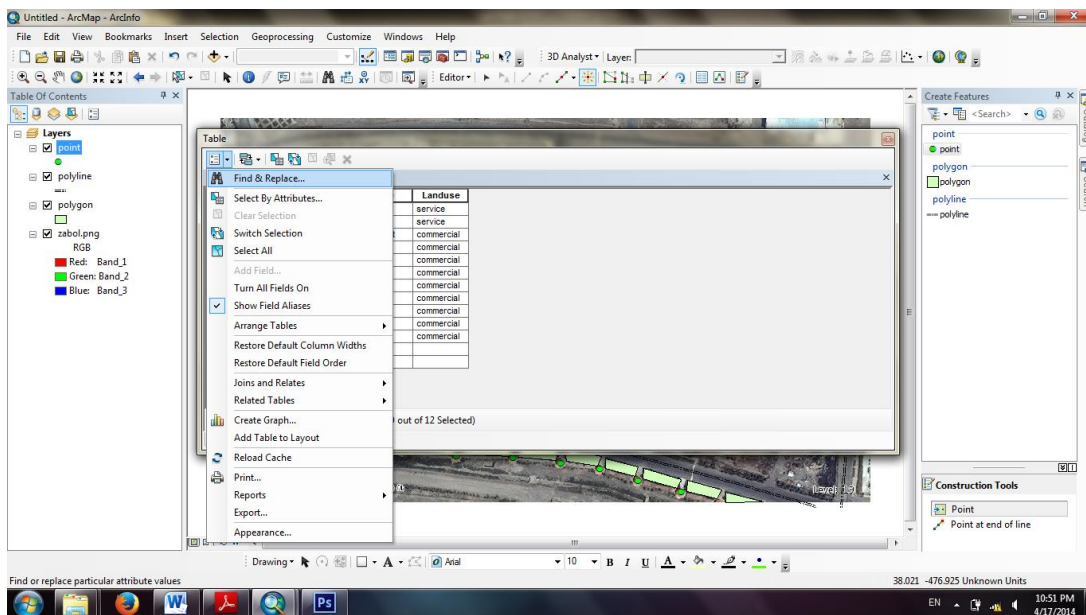 Untitled - ArcMap - ArcInfo
File Edit View Bookmarks Insert Selection Geoprocessing Customize Windows Help
3D Analyst Layer:
Editor
Table Of Contents
Layers
point
polyline
polygon
zabol.png
RGB
Red: Band_1
Green: Band_2
Blue: Band_3
Table
Find & Replace...
Select By Attributes...
Clear Selection
Switch Selection
Select All
Add Field...
Turn All Fields On
Show Field Aliases
Arrange Tables
Restore Default Column Widths
Restore Default Field Order
Joins and Relates
Related Tables
Create Graph...
Add Table to Layout
Reload Cache
Print...
Reports
Export...
Appearance...
Landuse
service
service
commercial
commercial
commercial
commercial
commercial
commercial
commercial
commercial
commercial
out of 12 Selected)
Create Features
<Search>
point
point
polygon
polygon
polyline
polyline
Construction Tools
Point
Point at end of line
Drawing A Arial 10 B I U A
Find or replace particular attribute values
38.021 -476.925 Unknown Units
W Ps
EN
10:51 PM
4/17/2014